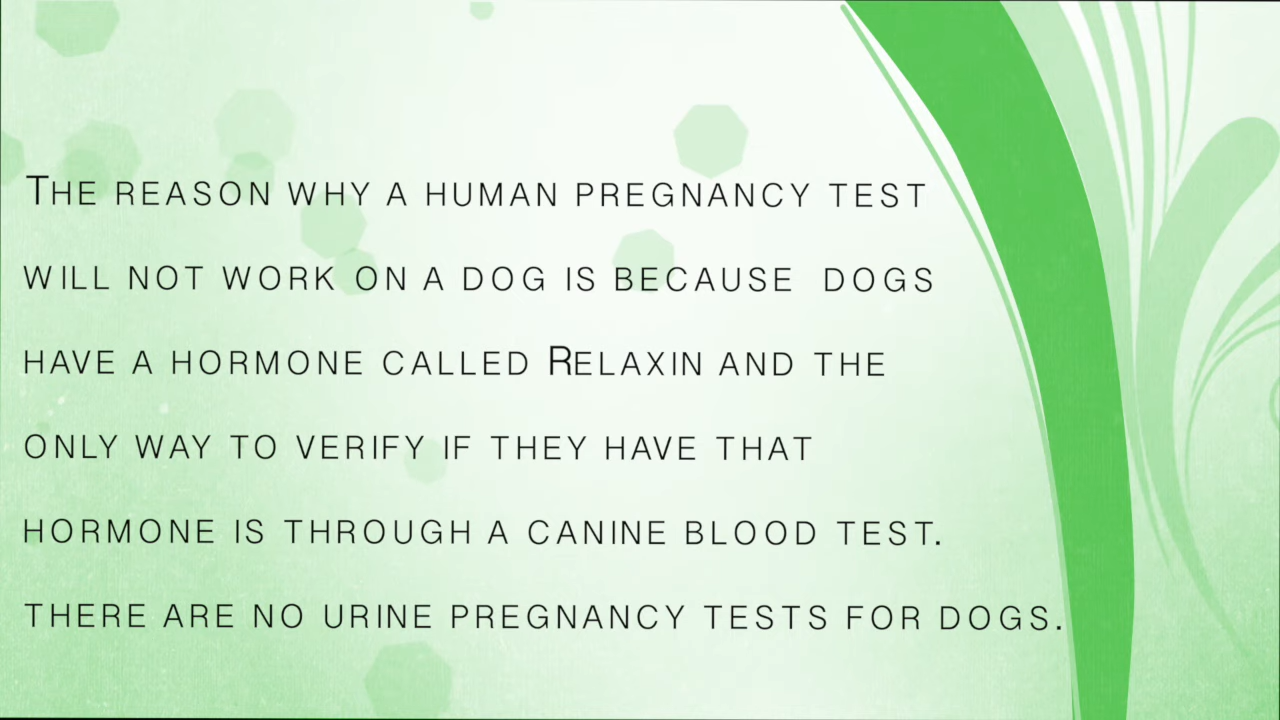 The reason why a human pregnancy test
will not work on a dog is because dogs
have a hormone called Relaxin and the
only way to verify if they have that
hormone is through a canine blood test.
there are no urine pregnancy tests for dogs.